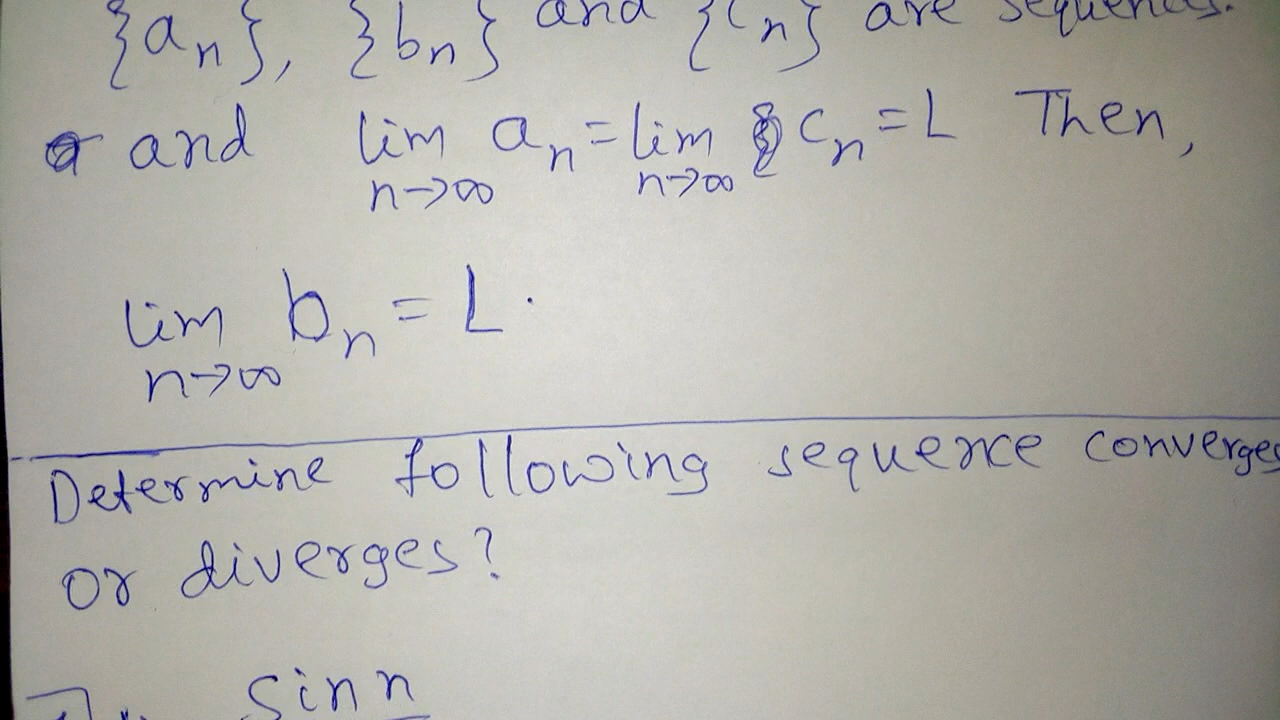 {aₙ}, {bₙ} and {cₙ} are sequences.
and lim aₙ = lim cₙ = L Then,
n→∞ n→∞
lim bₙ = L.
n→∞
Determine following sequence converges
or diverges?
sin n